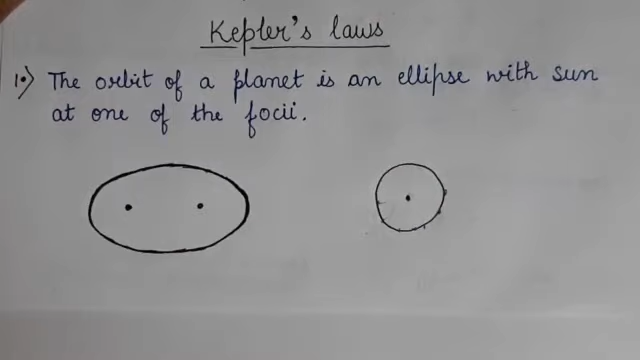 Kepler's laws
1.) The orbit of a planet is an ellipse with sun
at one of the focii.